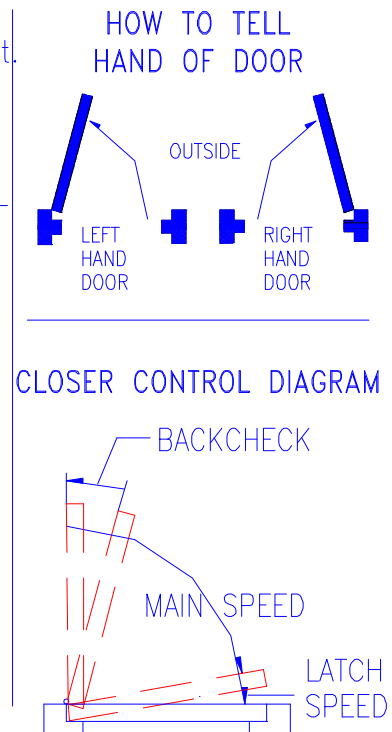 t.
HOW TO TELL
HAND OF DOOR
OUTSIDE
LEFT
HAND
DOOR
RIGHT
HAND
DOOR
CLOSER CONTROL DIAGRAM
BACKCHECK
MAIN SPEED
LATCH
SPEED